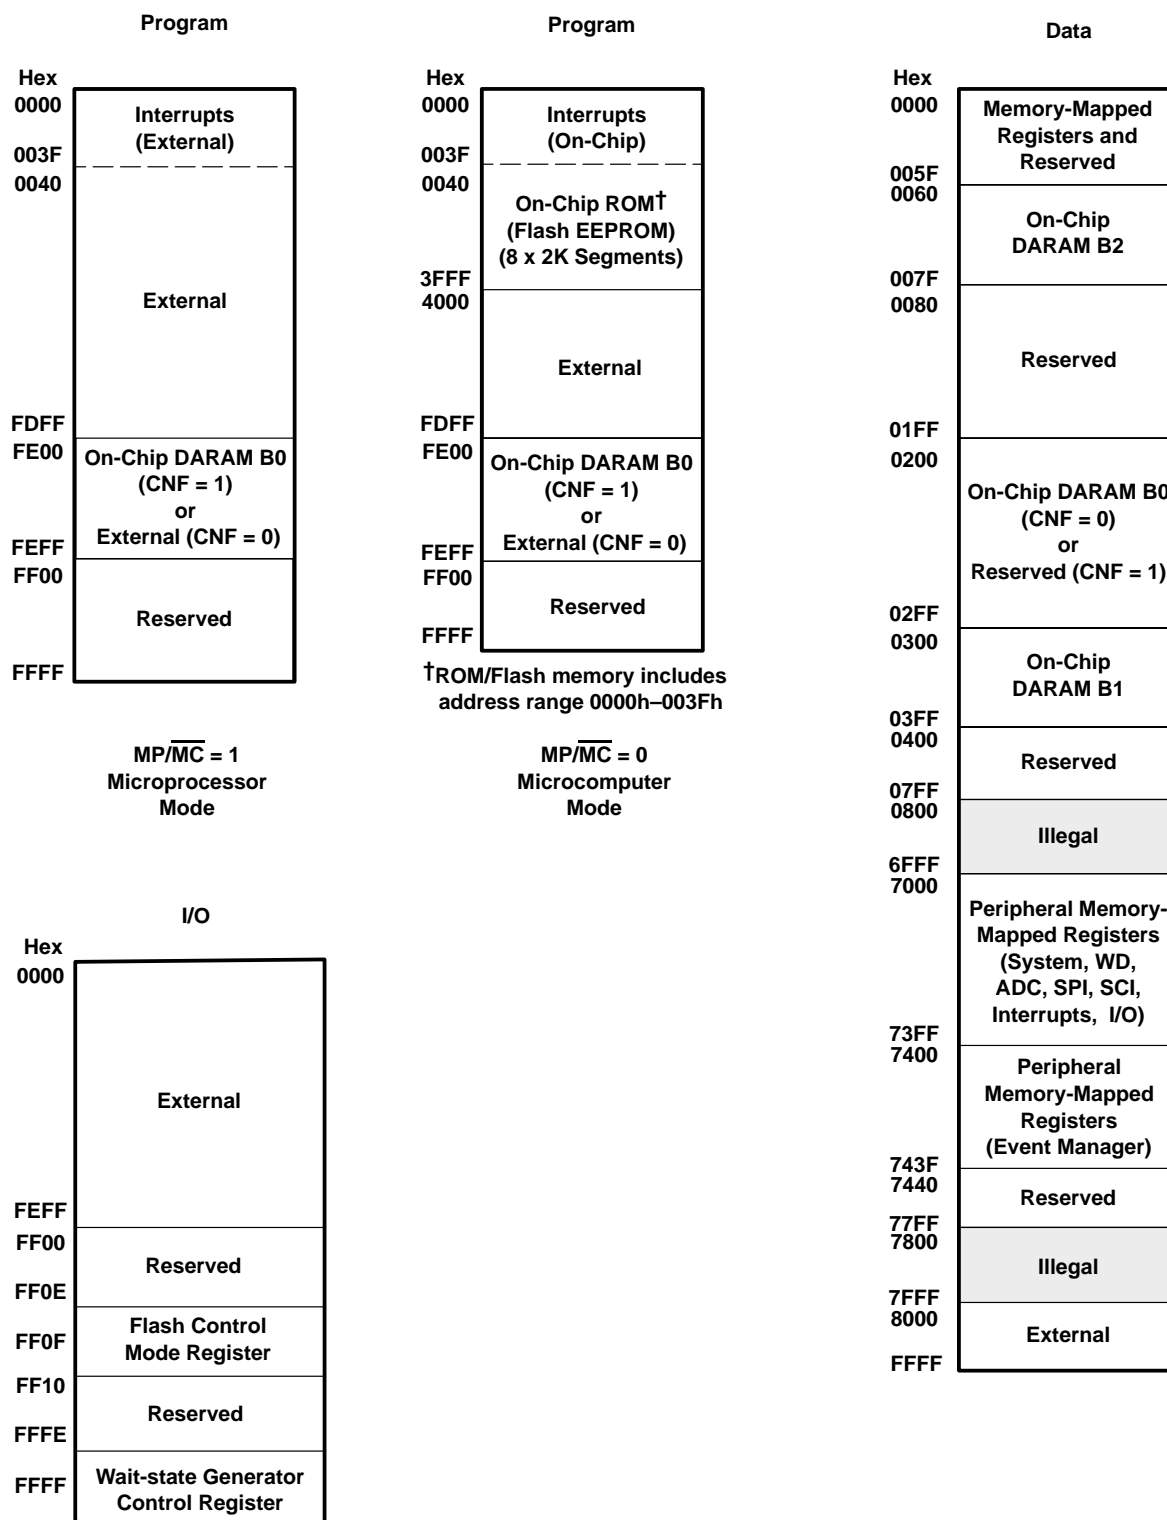 Program
Hex
0000
Interrupts
(External)
003F
0040
External
FDFF
FE00
On-Chip DARAM B0
(CNF = 1)
or
External (CNF = 0)
FEFF
FF00
Reserved
FFFF
MP/MC = 1
Microprocessor
Mode
Program
Hex
0000
Interrupts
(On-Chip)
003F
0040
On-Chip ROM†
(Flash EEPROM)
(8 x 2K Segments)
3FFF
4000
External
FDFF
FE00
On-Chip DARAM B0
(CNF = 1)
or
External (CNF = 0)
FEFF
FF00
Reserved
FFFF
†ROM/Flash memory includes
address range 0000h–003Fh
MP/MC = 0
Microcomputer
Mode
Data
Hex
0000
Memory-Mapped
Registers and
Reserved
005F
0060
On-Chip
DARAM B2
007F
0080
Reserved
01FF
0200
On-Chip DARAM B0
(CNF = 0)
or
Reserved (CNF = 1)
02FF
0300
On-Chip
DARAM B1
03FF
0400
Reserved
07FF
0800
Illegal
6FFF
7000
Peripheral Memory-
Mapped Registers
(System, WD,
ADC, SPI, SCI,
Interrupts, I/O)
73FF
7400
Peripheral
Memory-Mapped
Registers
(Event Manager)
743F
7440
Reserved
77FF
7800
Illegal
7FFF
8000
External
FFFF
I/O
Hex
0000
External
FEFF
FF00
Reserved
FF0E
FF0F
Flash Control
Mode Register
FF10
Reserved
FFFE
FFFF
Wait-state Generator
Control Register